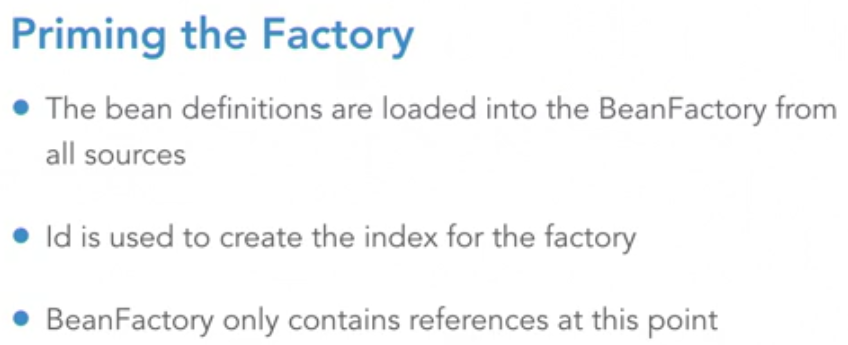 Priming the Factory
The bean definitions are loaded into the BeanFactory from
all sources
Id is used to create the index for the factory
BeanFactory only contains references at this point